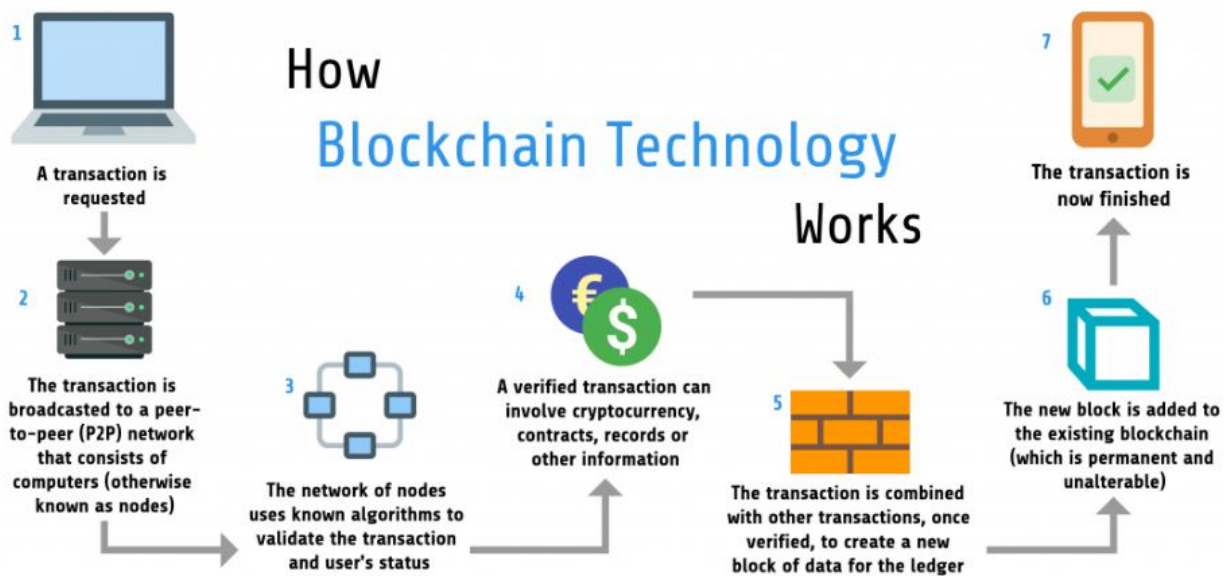 How
Blockchain Technology
Works
1
A transaction is
requested
2
The transaction is
broadcasted to a peer-
to-peer (P2P) network
that consists of
computers (otherwise
known as nodes)
3
The network of nodes
uses known algorithms to
validate the transaction
and user's status
4
€
$
A verified transaction can
involve cryptocurrency,
contracts, records or
other information
5
The transaction is combined
with other transactions, once
verified, to create a new
block of data for the ledger
6
The new block is added to
the existing blockchain
(which is permanent and
unalterable)
7
The transaction is
now finished